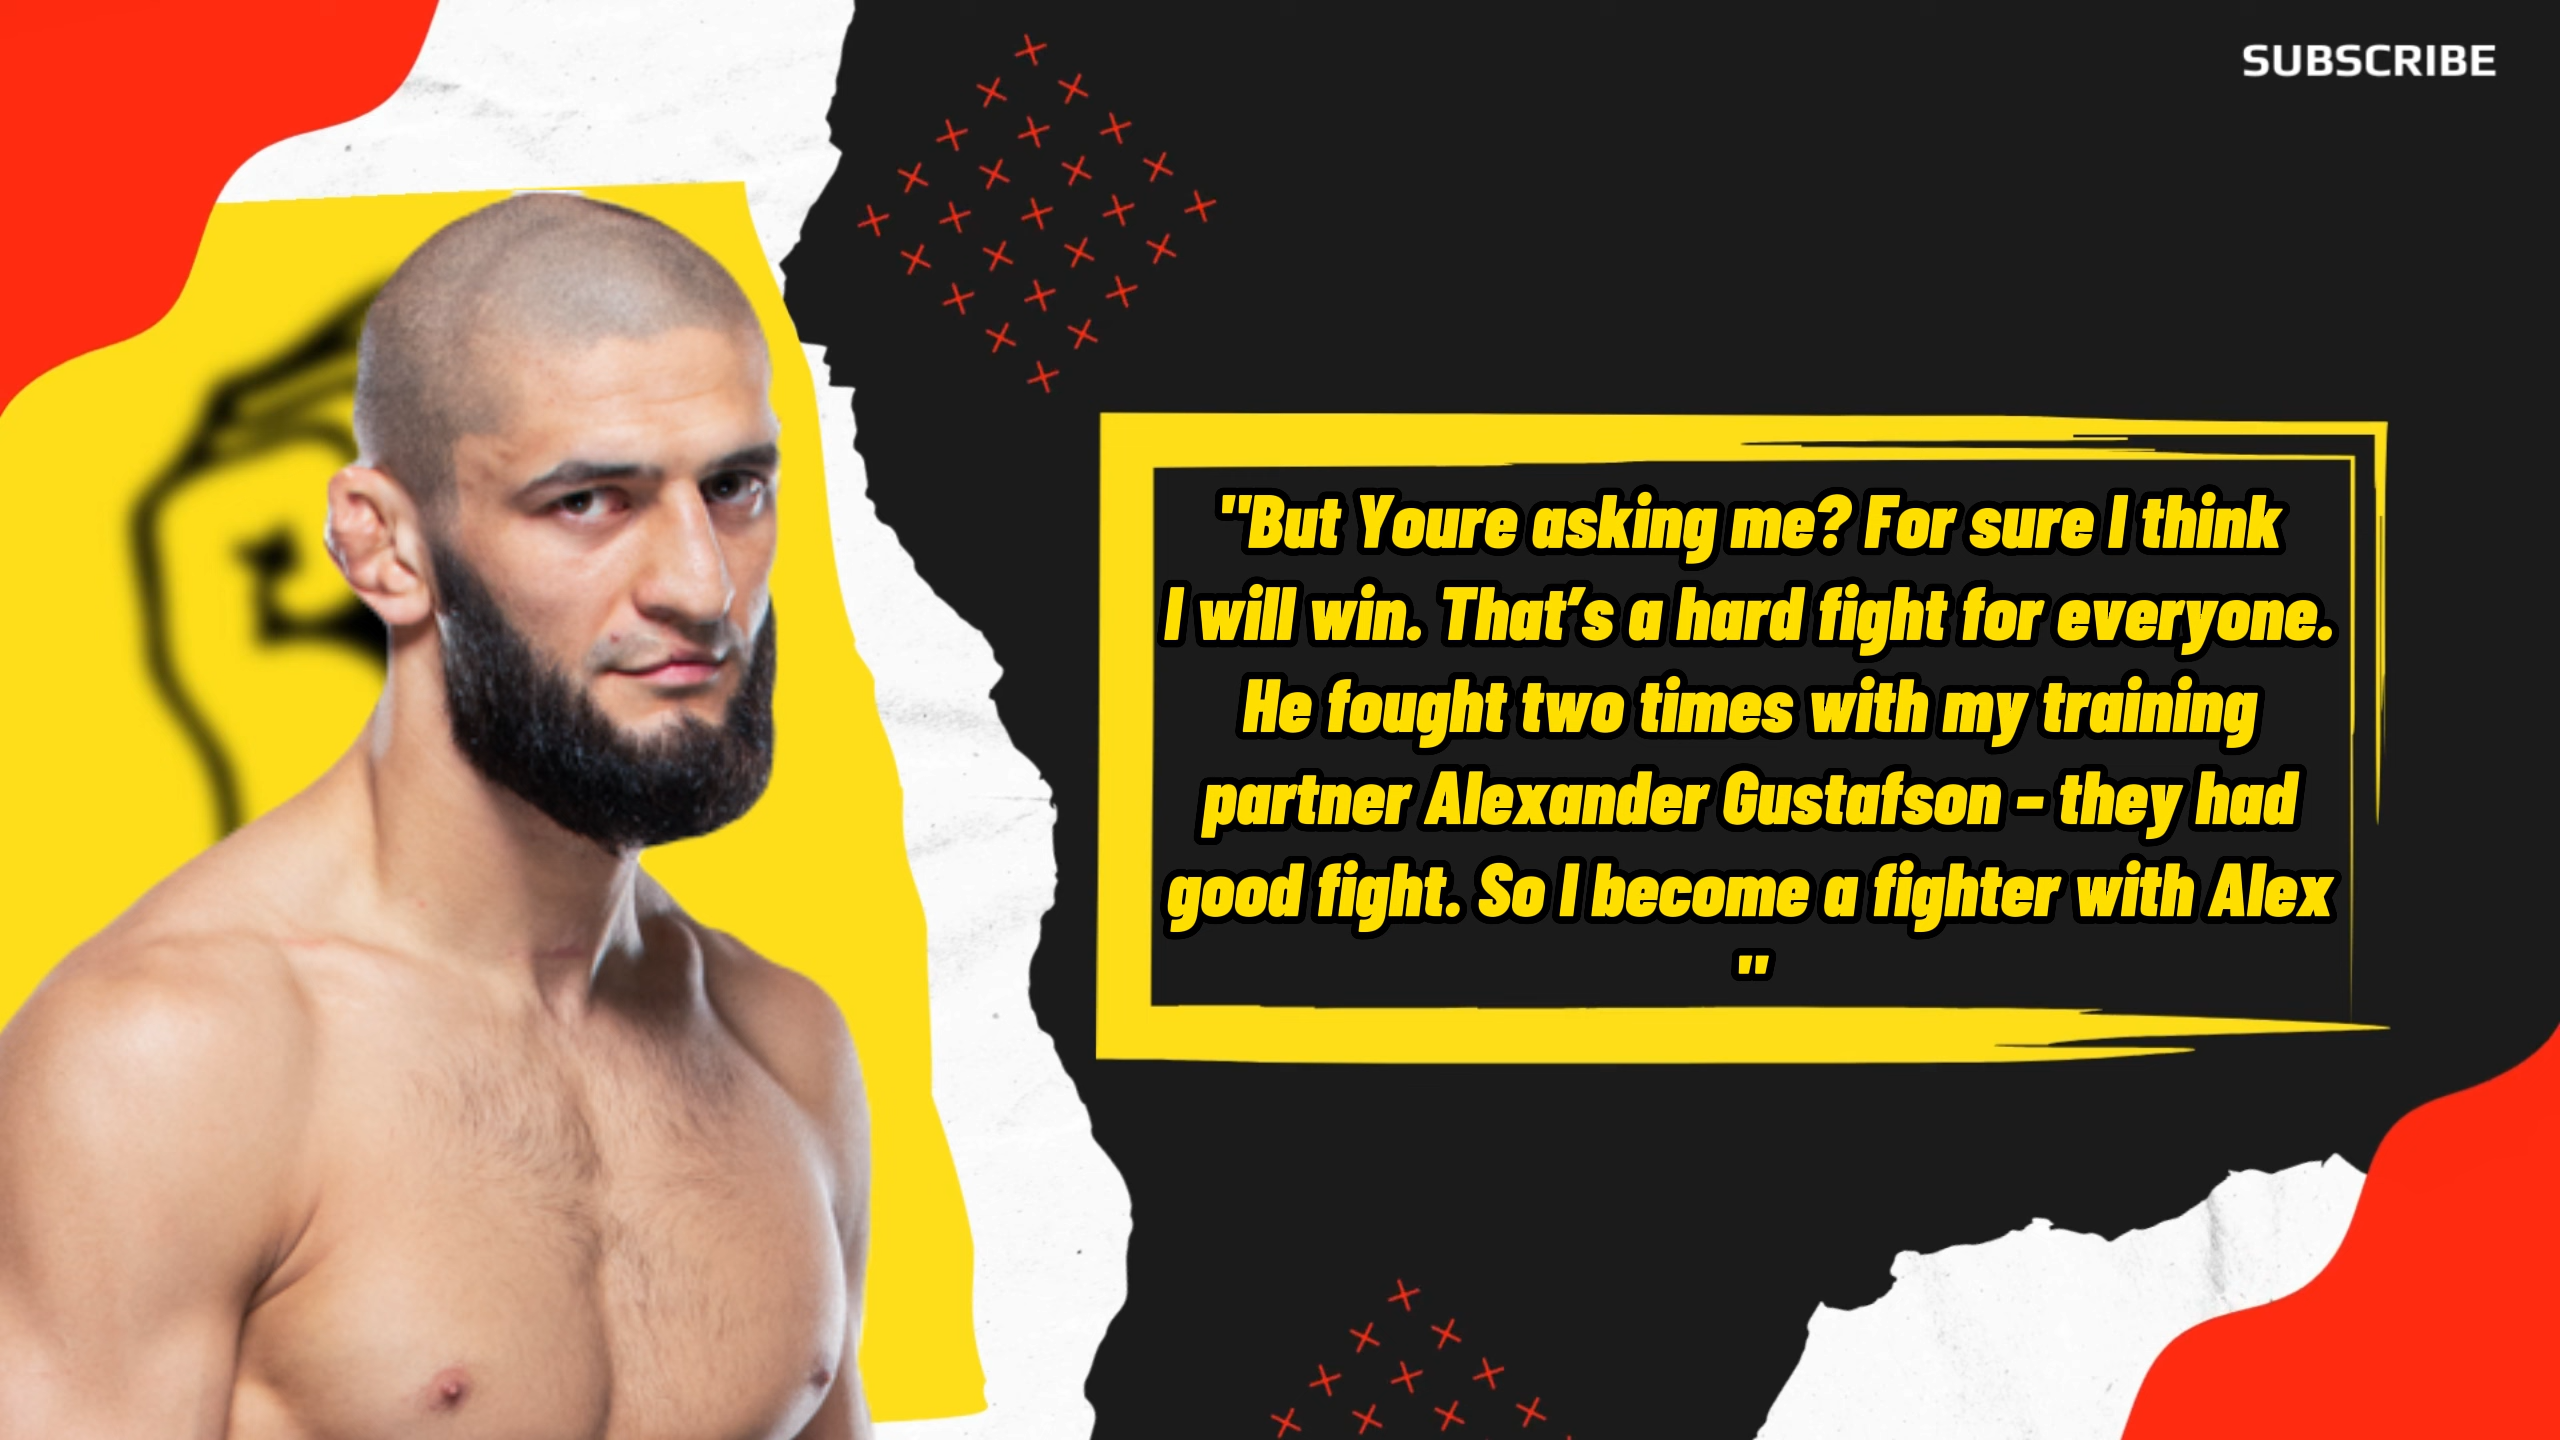 SUBSCRIBE
"But Youre asking me? For sure I think
I will win. That’s a hard fight for everyone.
He fought two times with my training
partner Alexander Gustafson – they had
good fight. So I become a fighter with Alex
"